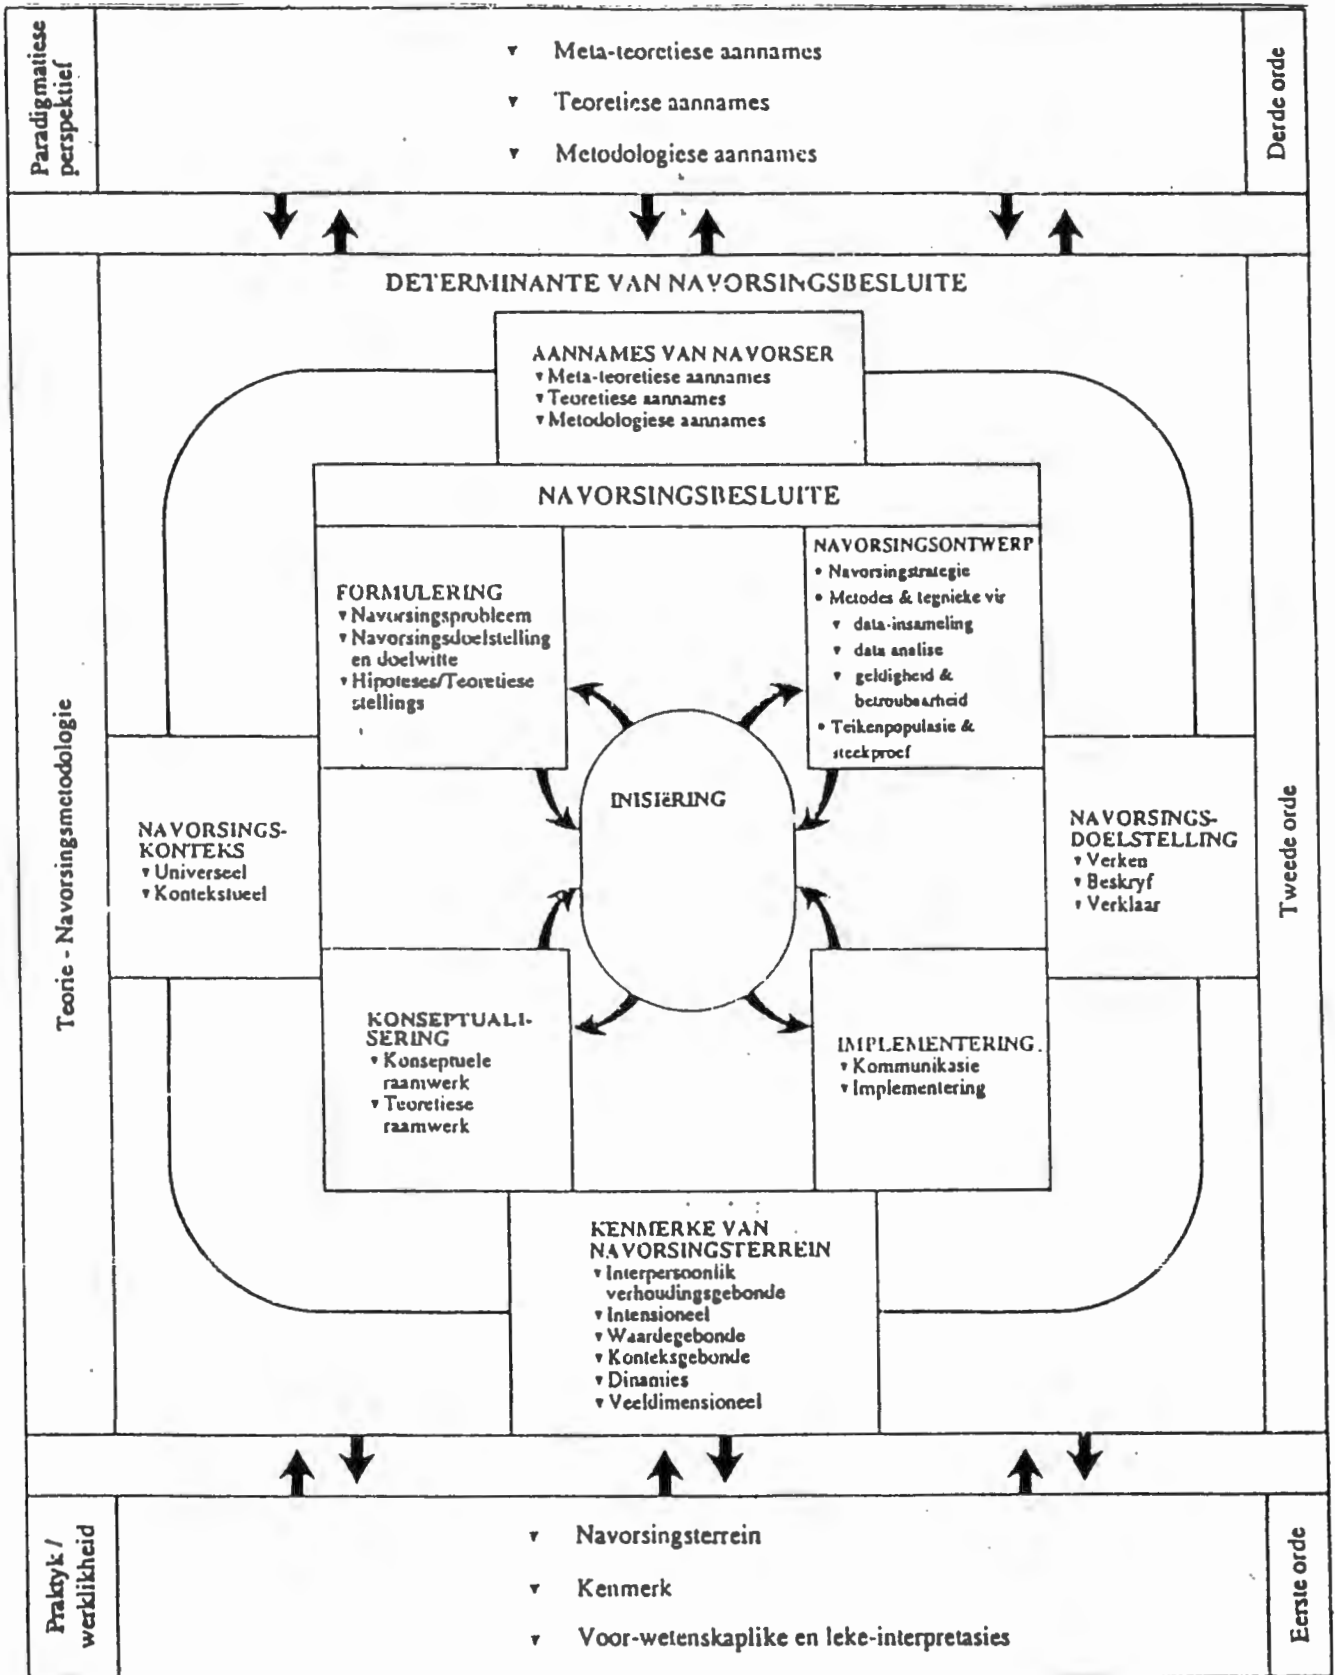 Paradigmatiese
perspektief
▼ Meta-teoretiese aannames
▼ Teoretiese aannames
▼ Metodologiese aannames
Derde orde
Teorie - Navorsingsmetodologie
DETERMINANTE VAN NAVORSINGSBESLUITE
AANNAMES VAN NAVORSER
▼ Meta-teoretiese aannames
▼ Teoretiese aannames
▼ Metodologiese aannames
NAVORSINGSBESLUITE
FORMULERING
▼ Navorsingsprobleem
▼ Navorsingsdoelstelling
en doelwitte
▼ Hipoteses/Teoretiese
stellings
NAVORSINGSONTWERP
• Navorsingstrategie
• Metodes & tegnieke vir
▼ data-insameling
▼ data analise
▼ geldigheid &
betroubaarheid
• Teikenpopulasie &
steekproef
INISIËRING
NAVORSINGS-
KONTEKS
▼ Universeel
▼ Kontekstueel
NAVORSINGS-
DOELSTELLING
▼ Verken
▼ Beskryf
▼ Verklaar
KONSEPTUALI-
SERING
▼ Konseptuele
raamwerk
▼ Teoretiese
raamwerk
IMPLEMENTERING
▼ Kommunikasie
▼ Implementering
KENMERKE VAN
NAVORSINGSTERREIN
▼ Interpersoonlik
verhoudingsgebonde
▼ Intensioneel
▼ Waardegebonde
▼ Konteksgebonde
▼ Dinamies
▼ Veeldimensioneel
Tweede orde
Praktyk /
werklikheid
▼ Navorsingsterrein
▼ Kenmerk
▼ Voor-wetenskaplike en leke-interpretasies
Eerste orde